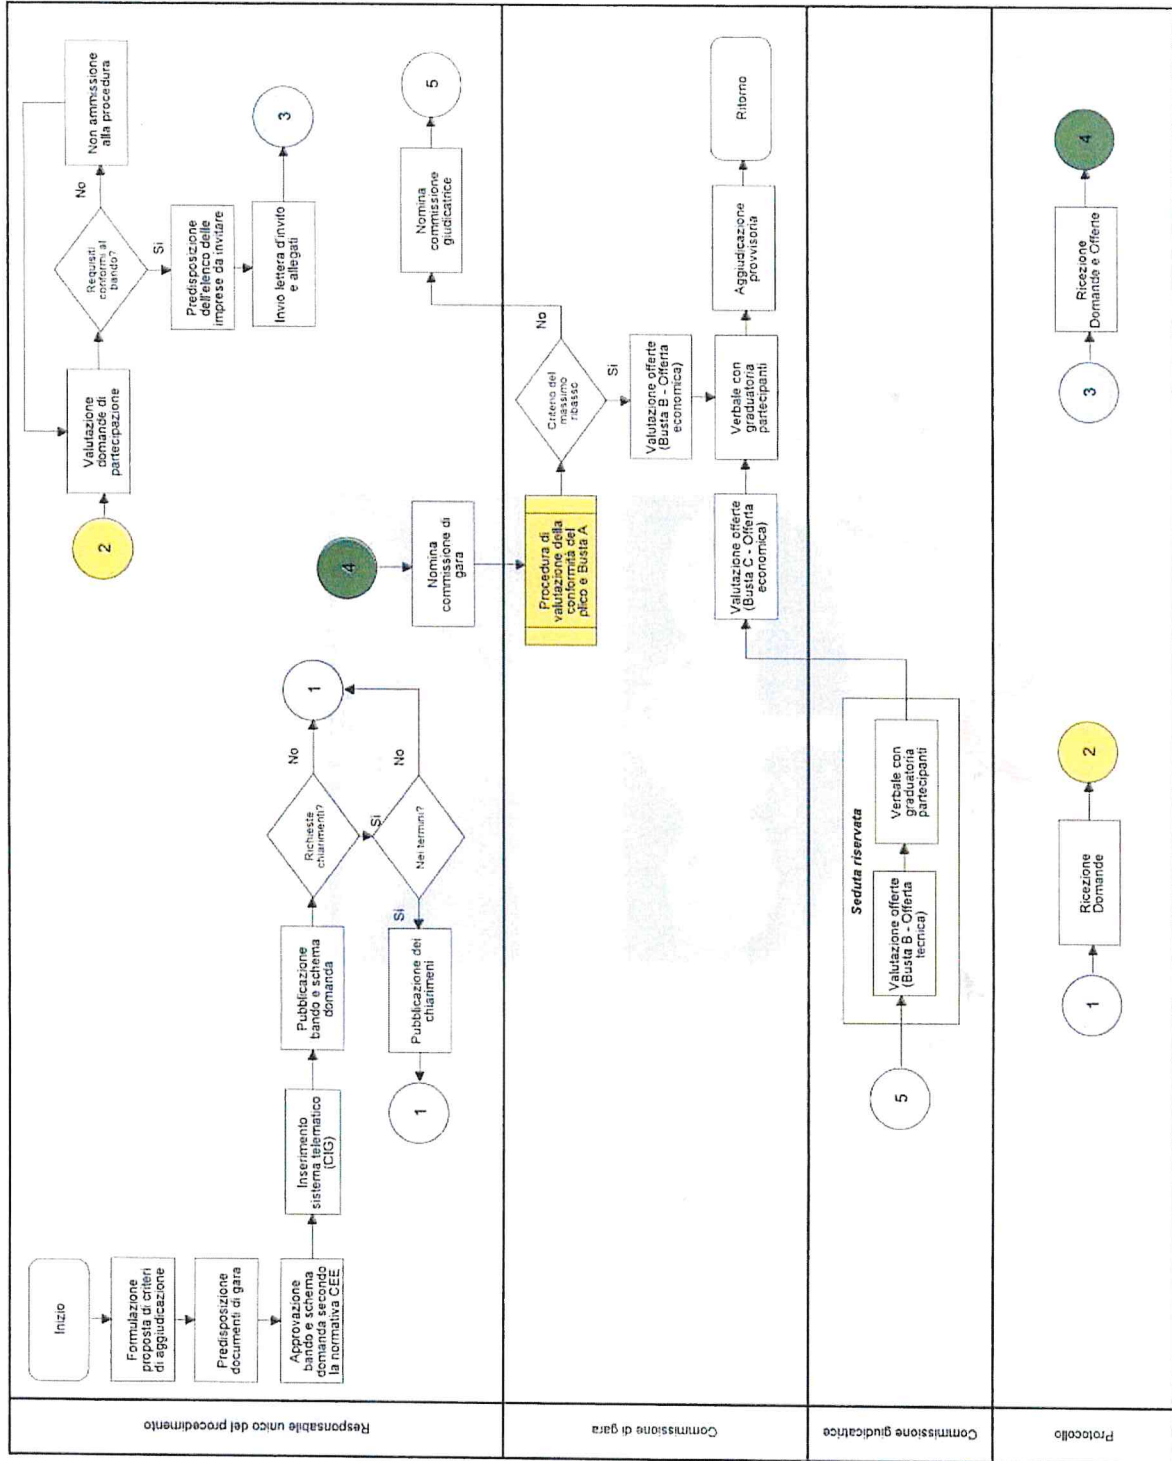 Responsabile unico del procedimento
Inizio
Formulazione
proposta di criteri
di aggiudicazione
Predisposizione
documenti di gara
Approvazione
bando e schema
domanda secondo
la normativa CEE
Inserimento
sistema telematico
(CIG)
Pubblicazione
bando e schema
domanda
Richieste
chiarimenti?
No
1
Si
Nei termini?
No
Si
Pubblicazione dei
chiarimeni
1
4
Nomina
commissione di
gara
2
Valutazione
domande di
partecipazione
Requisiti
conformi al
bando?
No
Non ammissione
alla procedura
Si
Predisposizione
dell'elenco delle
imprese da invitare
Invio lettera d'invito
e allegati
3
Nomina
commissione
giudicatrice
5
Commissione di gara
Procedura di
valutazione della
conformità del
plico e Busta A
Criterio del
massimo
ribasso
No
Si
Valutazione offerte
(Busta B - Offerta
economica)
Valutazione offerte
(Busta C - Offerta
economica)
Verbale con
graduatoria
partecipanti
Aggiudicazione
provvisoria
Ritorno
Commissione giudicatrice
5
Seduta riservata
Valutazione offerte
(Busta B - Offerta
tecnica)
Verbale con
graduatoria
partecipanti
Protocollo
1
Ricezione
Domande
2
3
Ricezione
Domande e Offerte
4